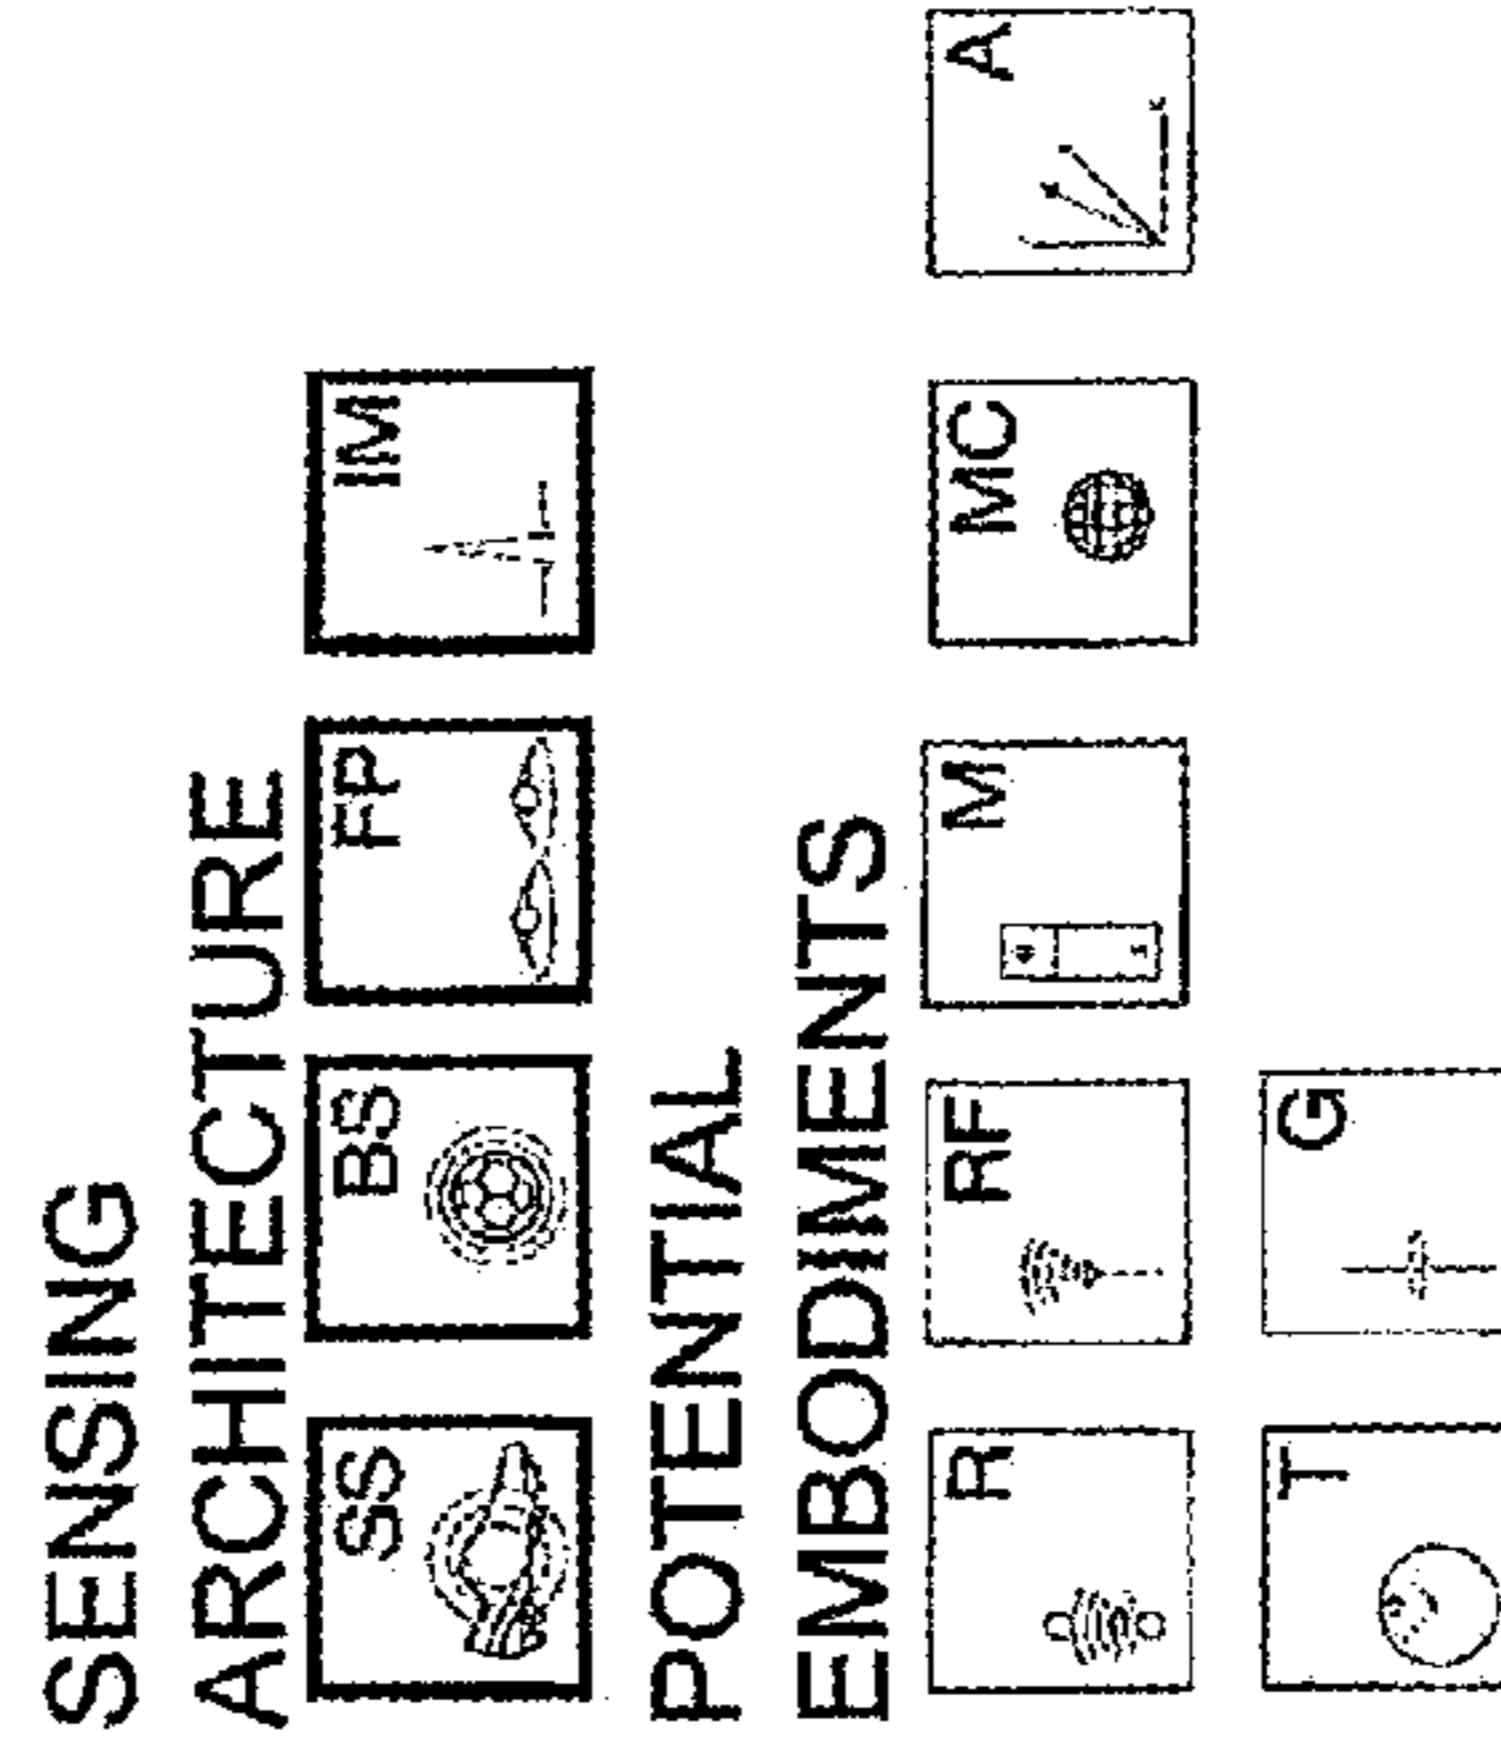 SENSING
ARCHITECTURE
SS BS FP IM
POTENTIAL
EMBODIMENTS
R RF M MC A
T G